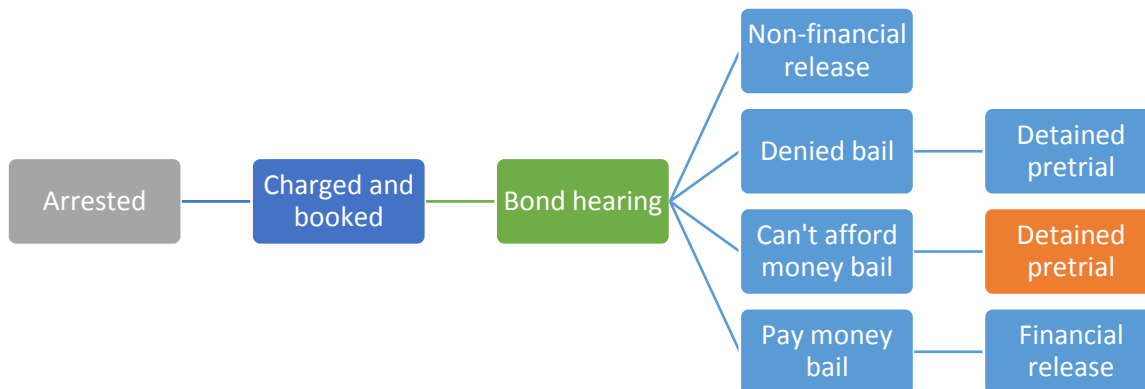 Arrested
Charged and
booked
Bond hearing
Non-financial
release
Denied bail
Detained
pretrial
Can't afford
money bail
Detained
pretrial
Pay money
bail
Financial
release